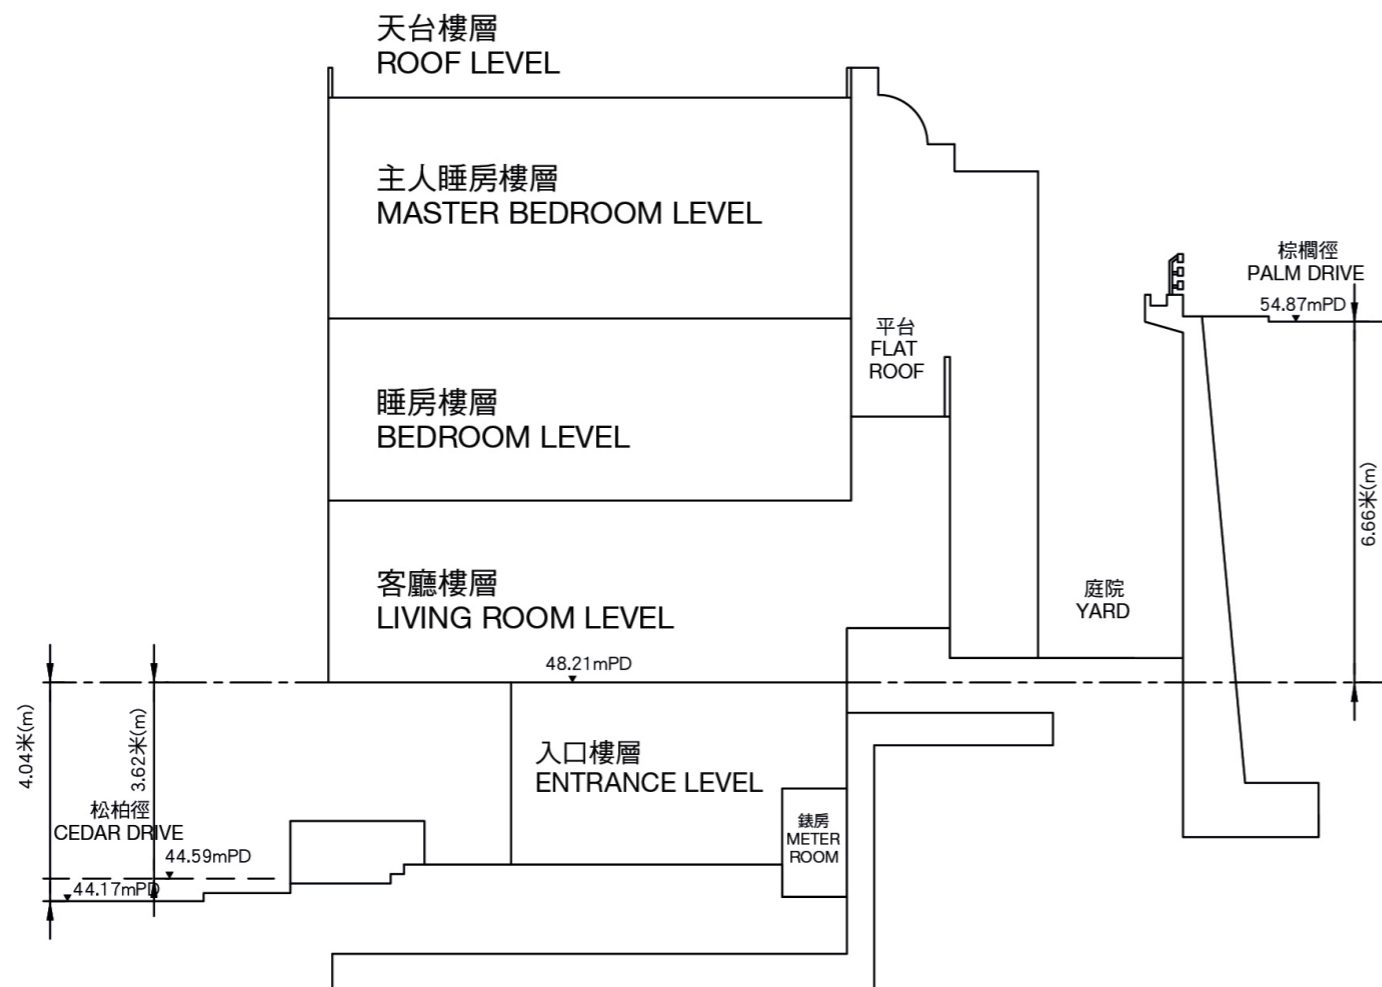 天台樓層
ROOF LEVEL
主人睡房樓層
MASTER BEDROOM LEVEL
棕櫚徑
PALM DRIVE
54.87mPD
平台
FLAT
ROOF
睡房樓層
BEDROOM LEVEL
6.66米(m)
客廳樓層
LIVING ROOM LEVEL
庭院
YARD
48.21mPD
4.04米(m)
3.62米(m)
入口樓層
ENTRANCE LEVEL
松柏徑
CEDAR DRIVE
錶房
METER
ROOM
44.59mPD
44.17mPD